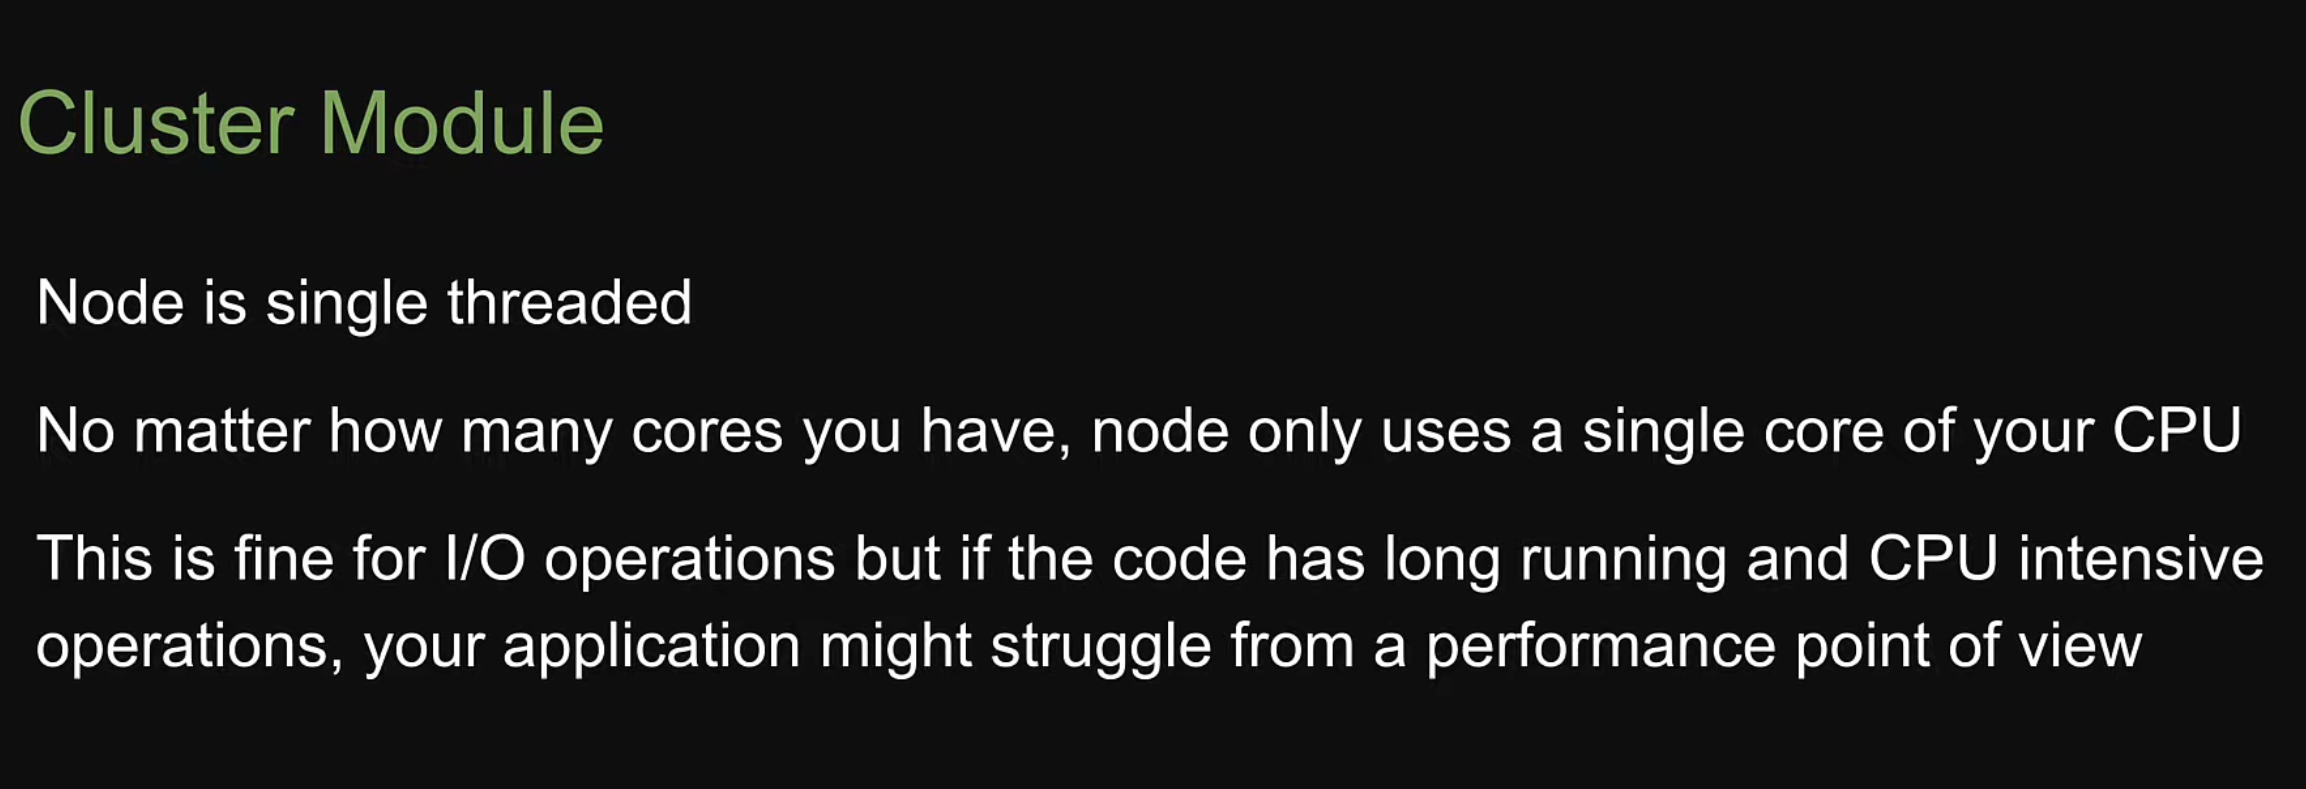 Cluster Module
Node is single threaded
No matter how many cores you have, node only uses a single core of your CPU
This is fine for I/O operations but if the code has long running and CPU intensive
operations, your application might struggle from a performance point of view